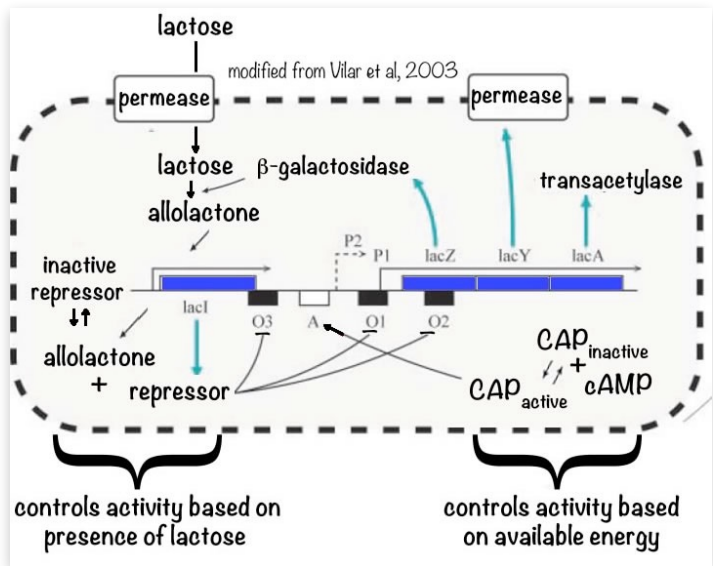 lactose
modified from Vilar et al, 2003
permease
permease
lactose
β-galactosidase
transacetylase
allolactone
P2
P1
lacZ
lacY
lacA
inactive
repressor
lacI
O3
A
O1
O2
allolactone
+
repressor
CAP inactive
+
cAMP
CAP active
controls activity based on
presence of lactose
controls activity based
on available energy